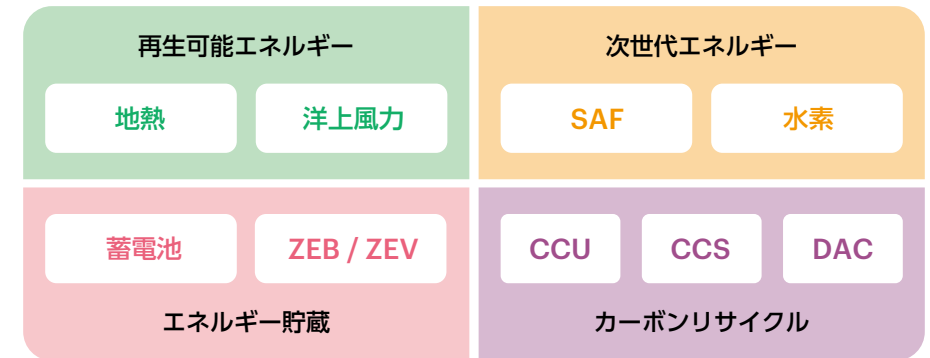 再生可能エネルギー
地熱
洋上風力
次世代エネルギー
SAF
水素
蓄電池
ZEB / ZEV
エネルギー貯蔵
CCU
CCS
DAC
カーボンリサイクル